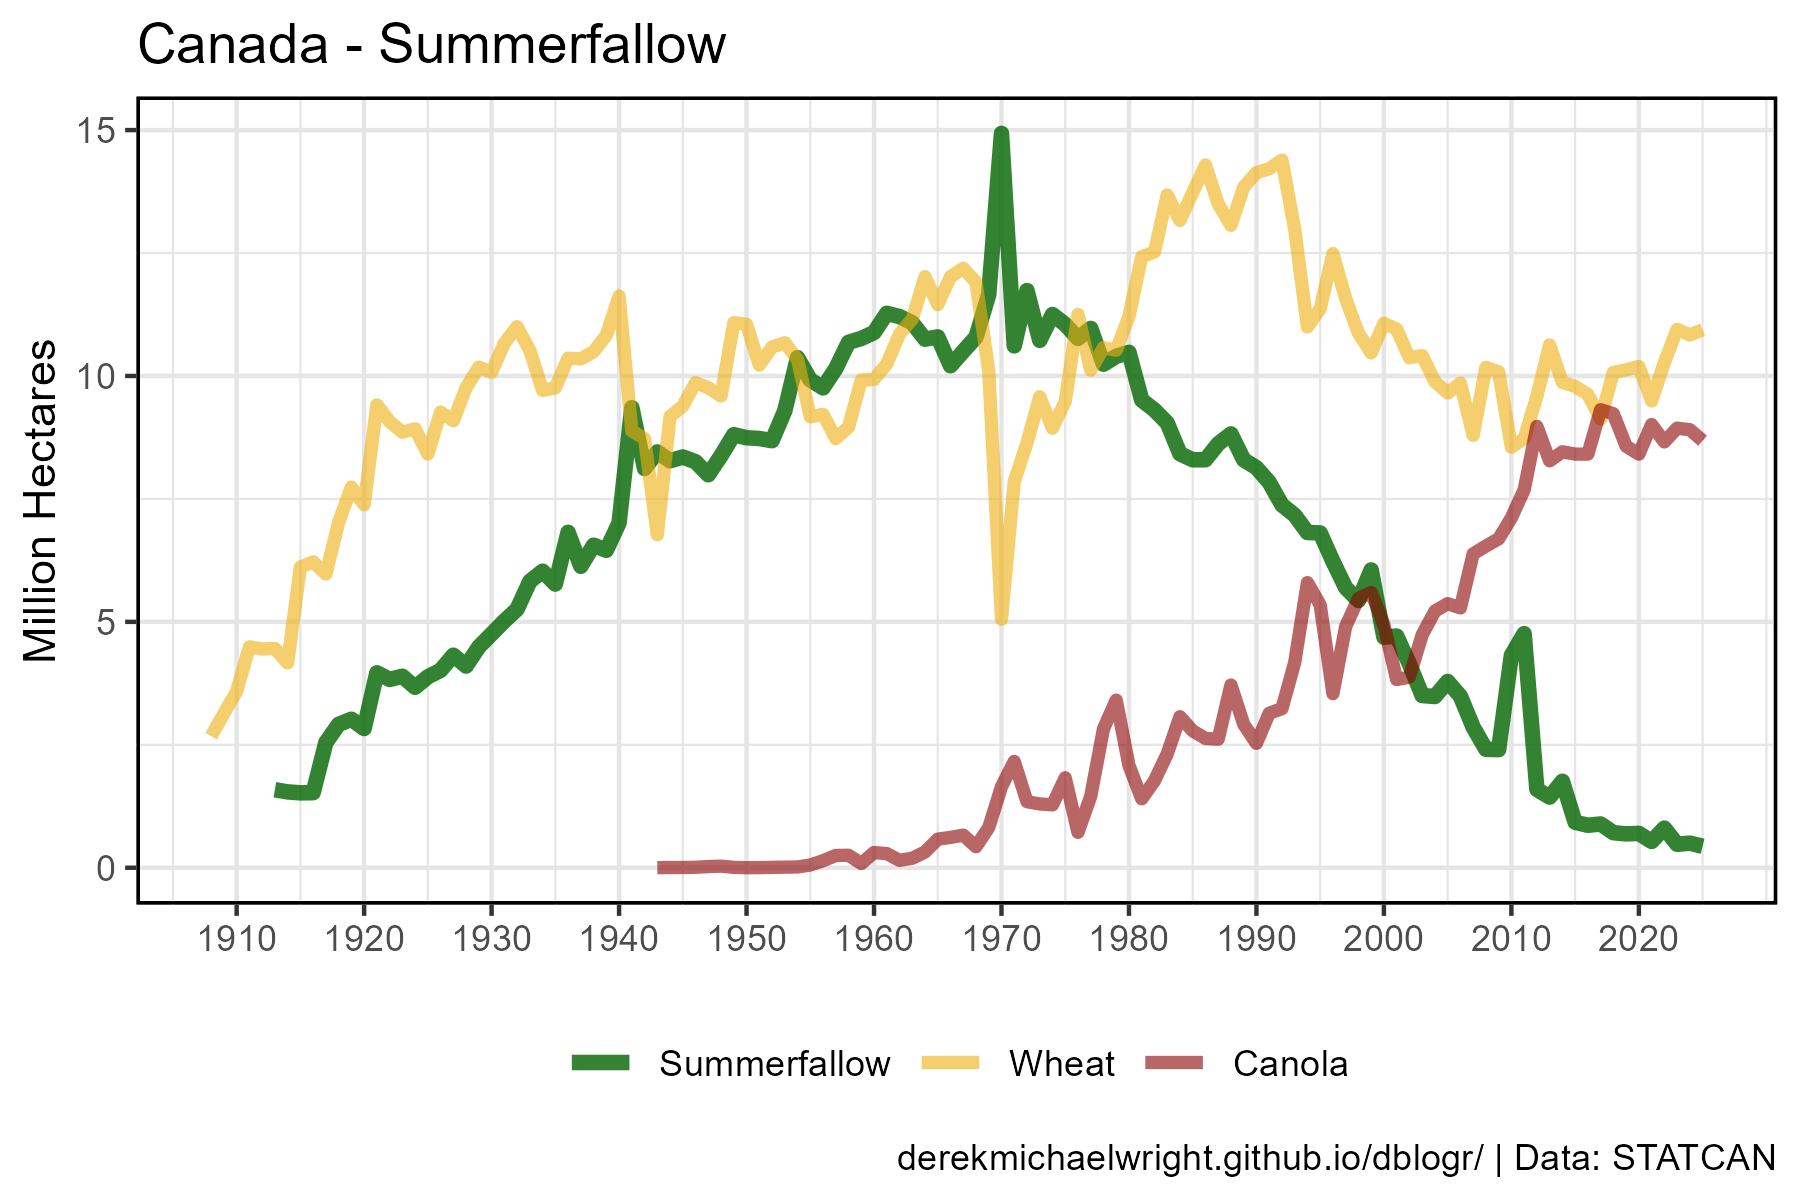 Canada - Summerfallow
Million Hectares
15
10
5
0
1910 1920 1930 1940 1950 1960 1970 1980 1990 2000 2010 2020
Summerfallow Wheat Canola
derekmichaelwright.github.io/dblogr/ | Data: STATCAN